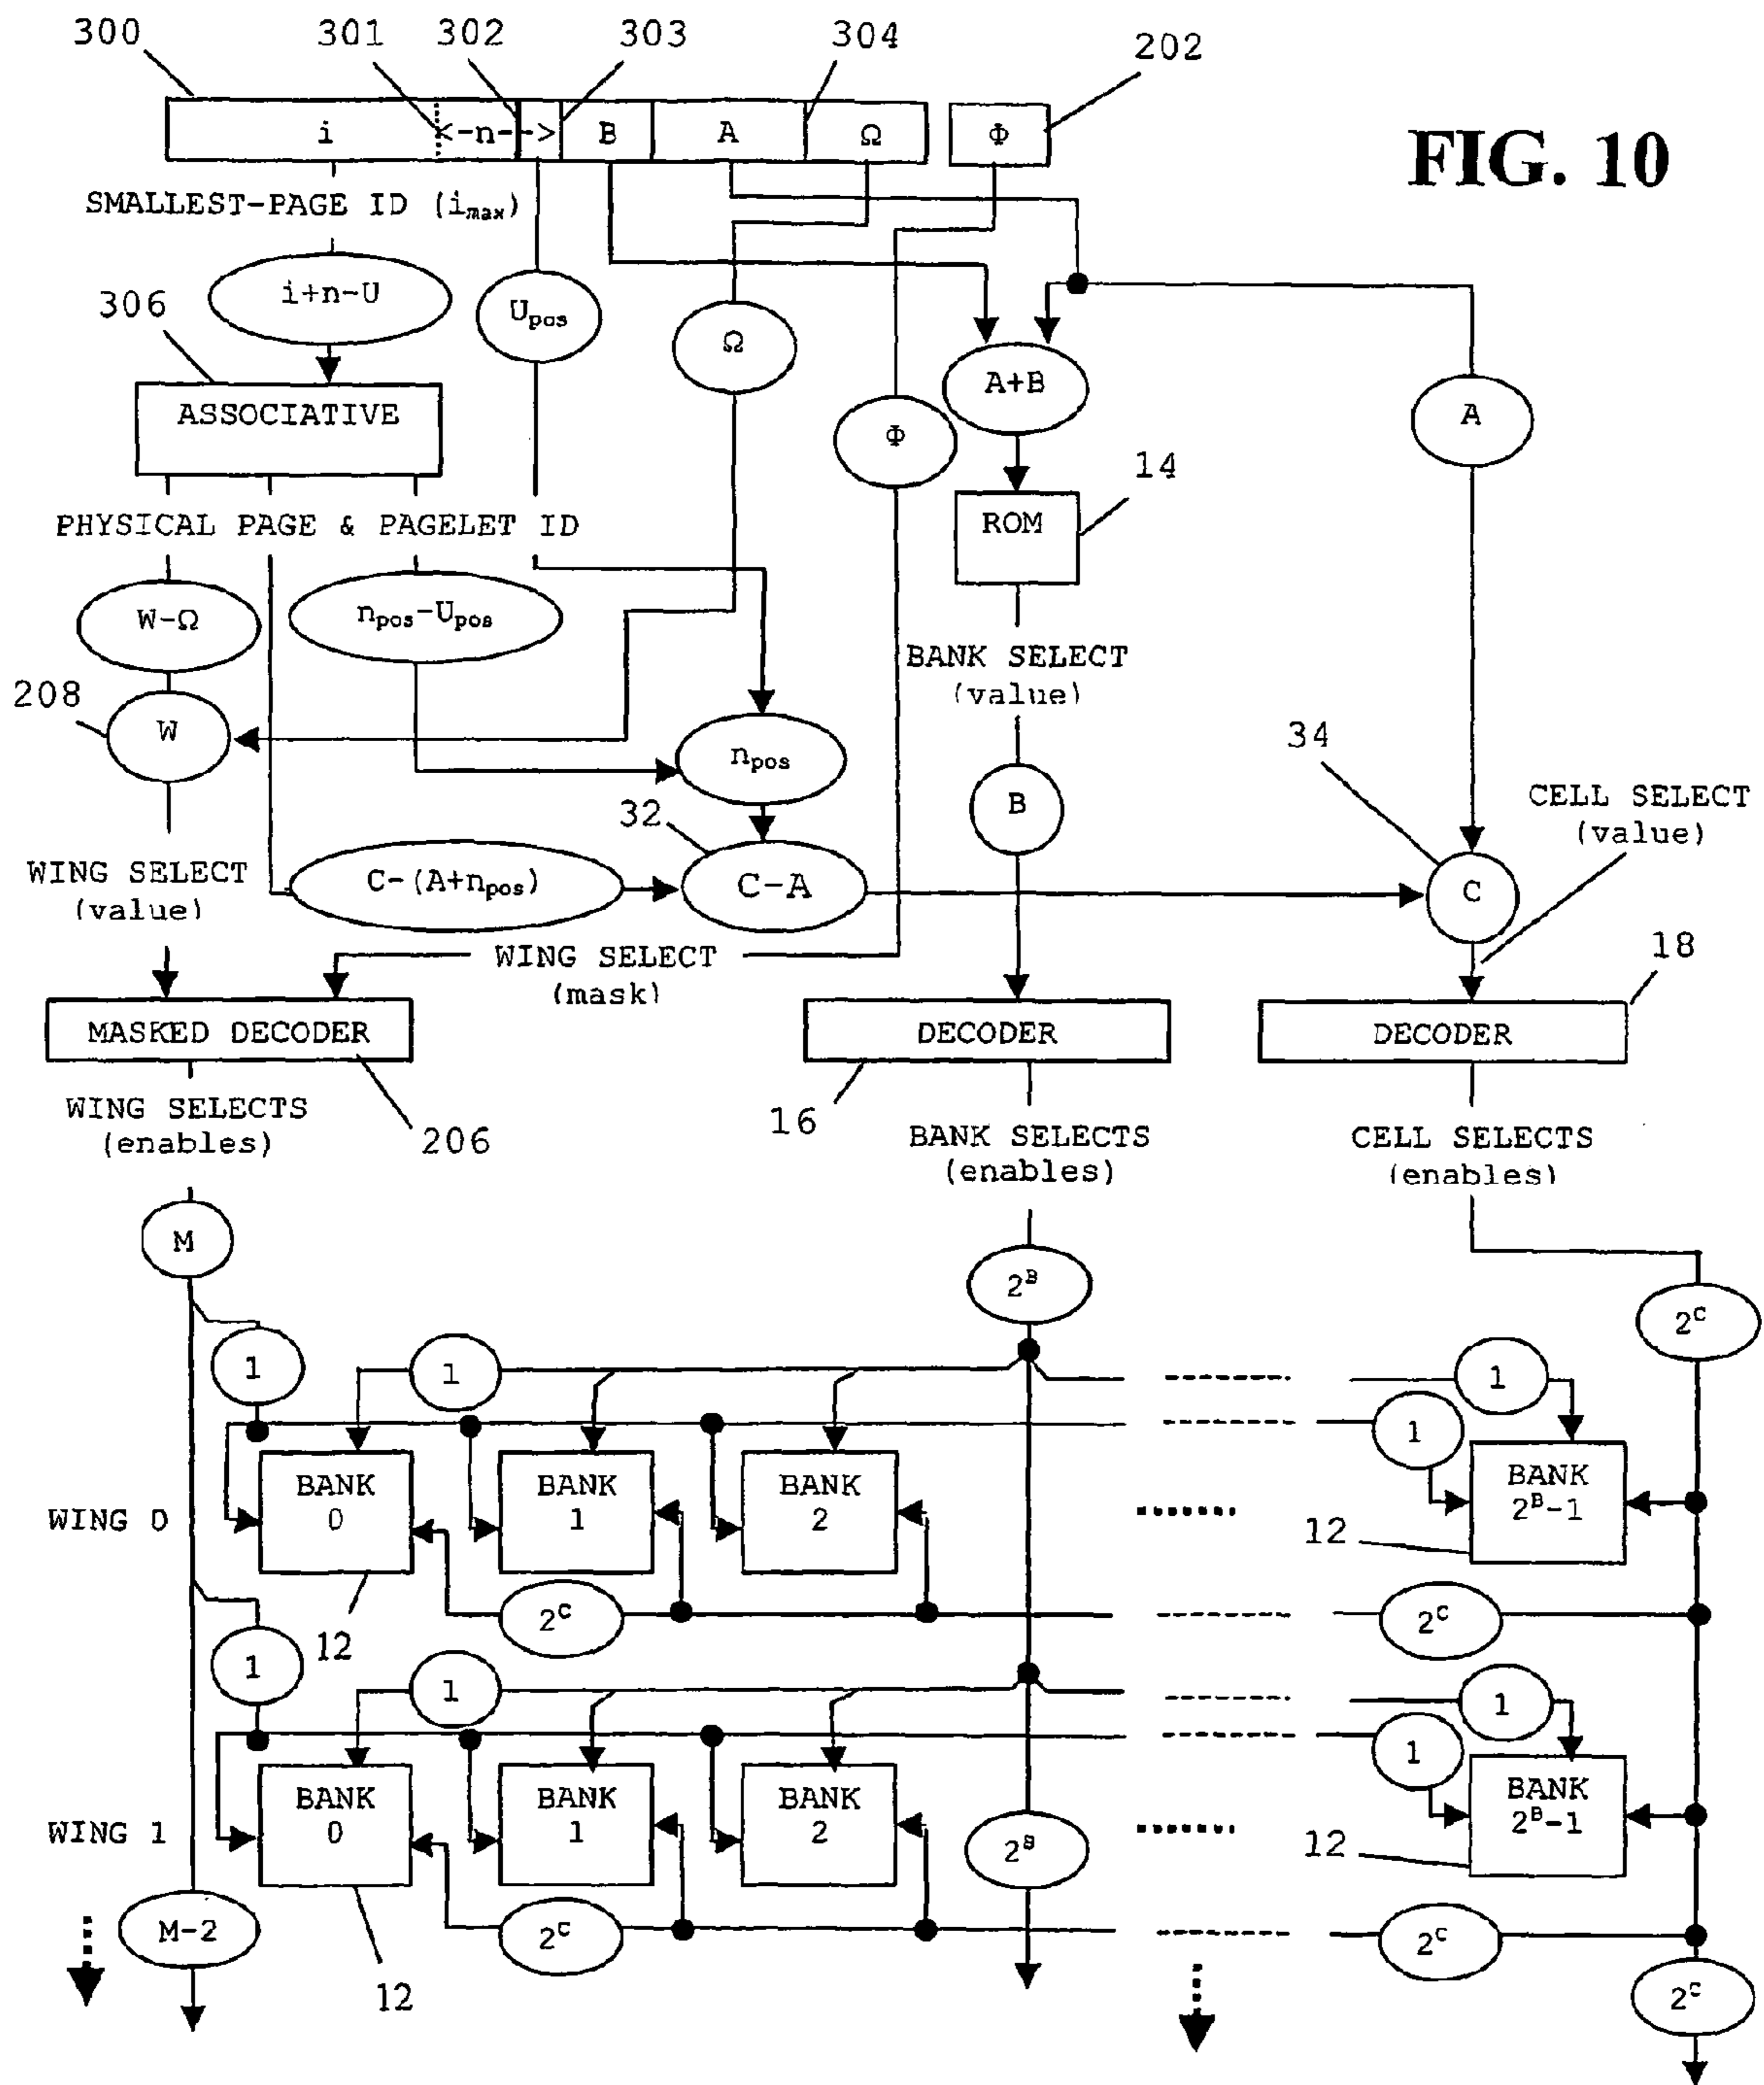 300 301 302 303 304 202
i <-n--> B A Ω Φ
FIG. 10
SMALLEST-PAGE ID (imax)
i+n-U
Upos
Ω
306
ASSOCIATIVE
A+B
A
Φ
14
ROM
PHYSICAL PAGE & PAGELET ID
W-Ω
npos-Upos
BANK SELECT
(value)
208
W
npos
B
34
CELL SELECT
(value)
32
WING SELECT
(value)
C-(A+npos)
C-A
C
WING SELECT
(mask)
18
MASKED DECODER
DECODER
DECODER
WING SELECTS
(enables)
206
16
BANK SELECTS
(enables)
CELL SELECTS
(enables)
M
2ᴮ
2ᶜ
1 1 1
1
WING 0
BANK
0
BANK
1
BANK
2
BANK
2ᴮ-1
12
2ᶜ 2ᶜ
12
1 1 1
1
WING 1
BANK
0
BANK
1
BANK
2
BANK
2ᴮ-1
2ᴮ
12
M-2
2ᶜ 2ᶜ
12
2ᶜ